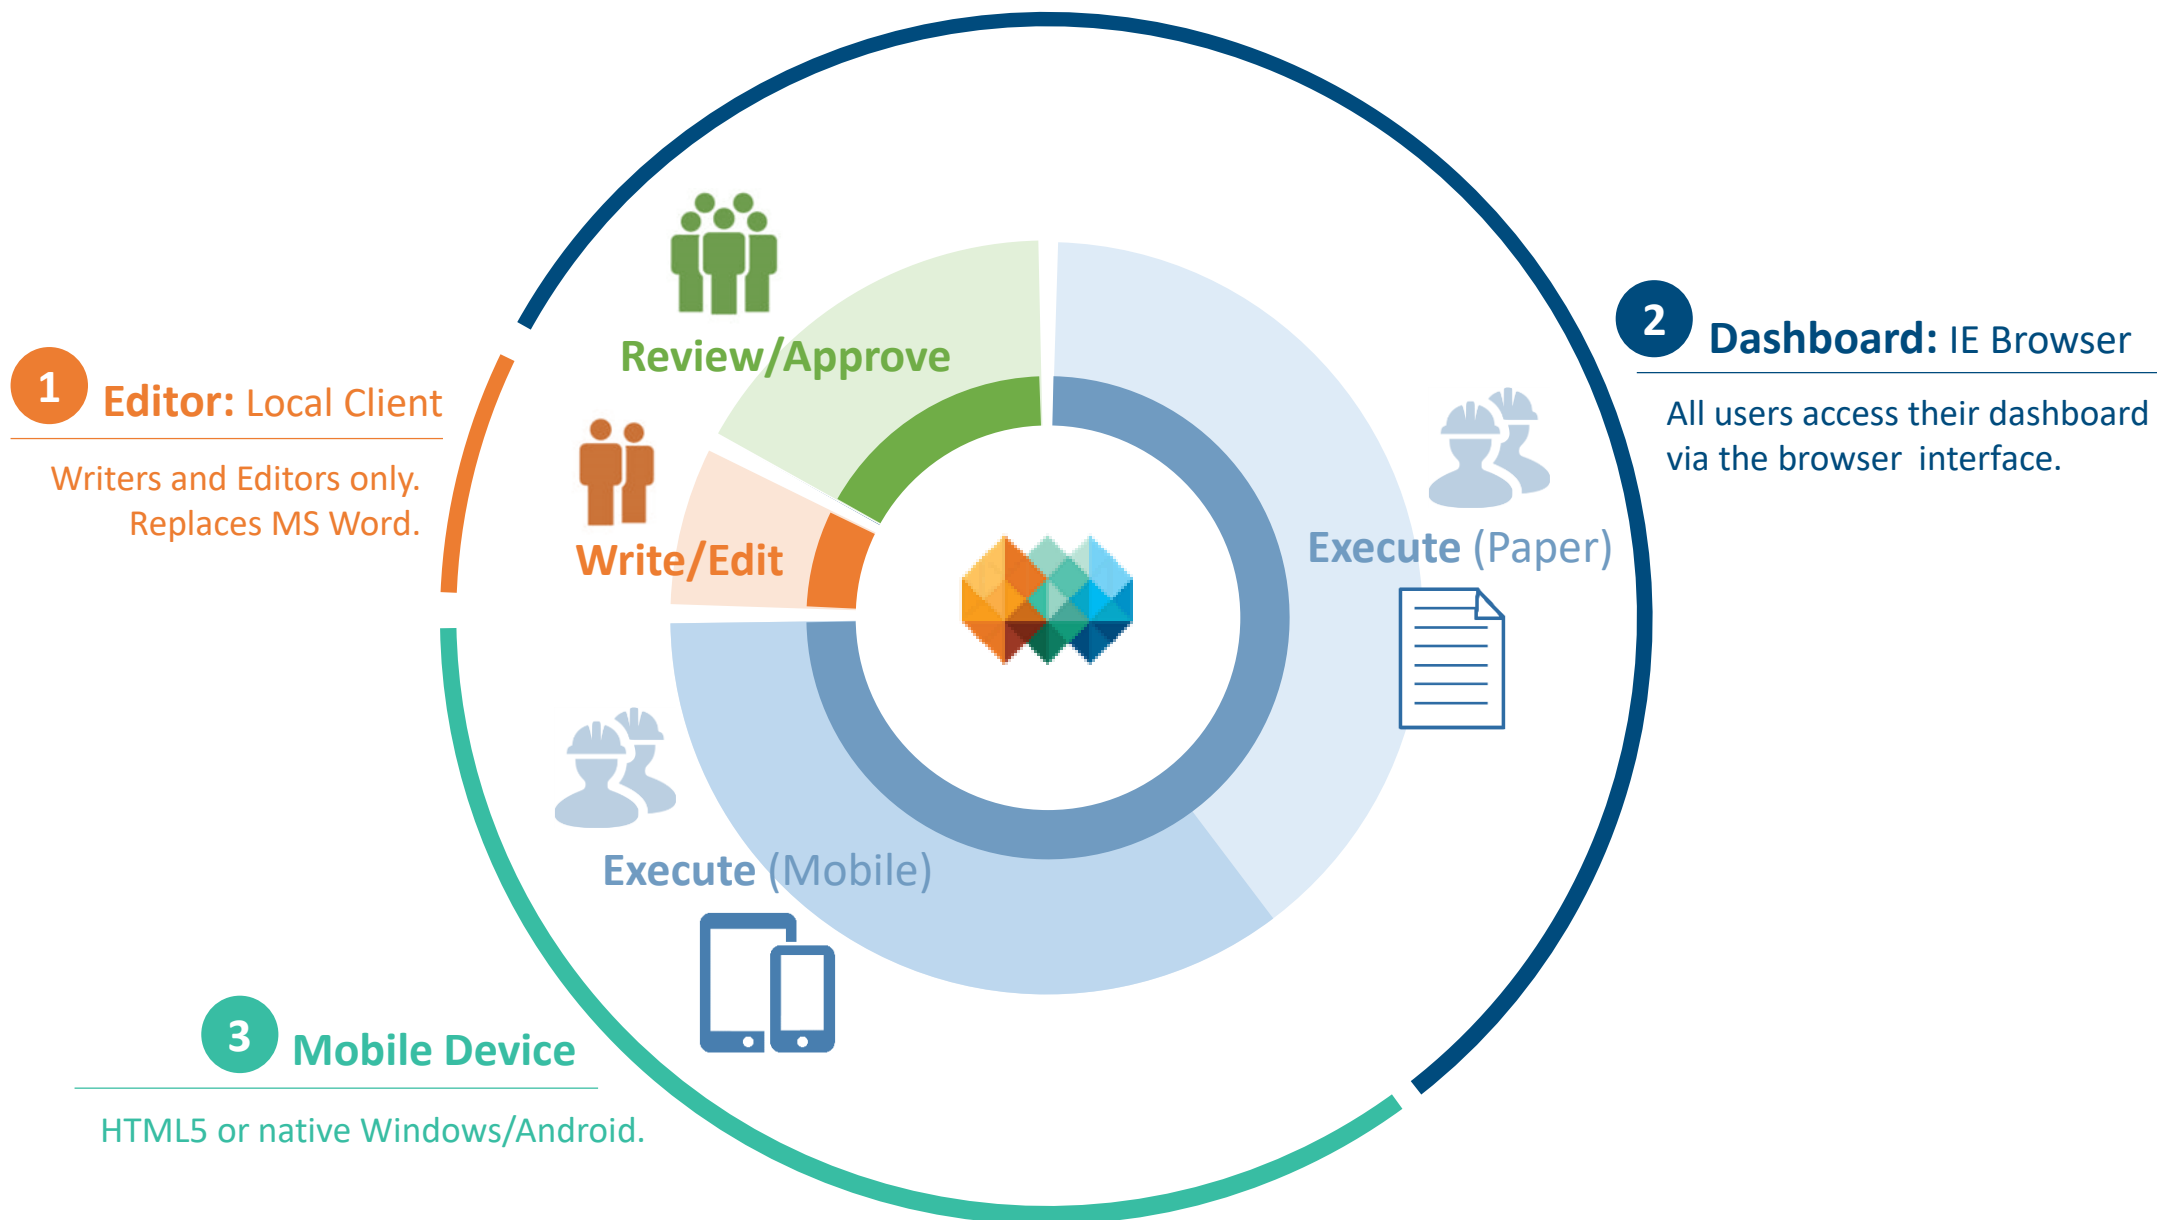 1
Editor: Local Client
Writers and Editors only.
Replaces MS Word.
Review/Approve
Write/Edit
2
Dashboard: IE Browser
All users access their dashboard
via the browser interface.
Execute (Paper)
Execute (Mobile)
3
Mobile Device
HTML5 or native Windows/Android.